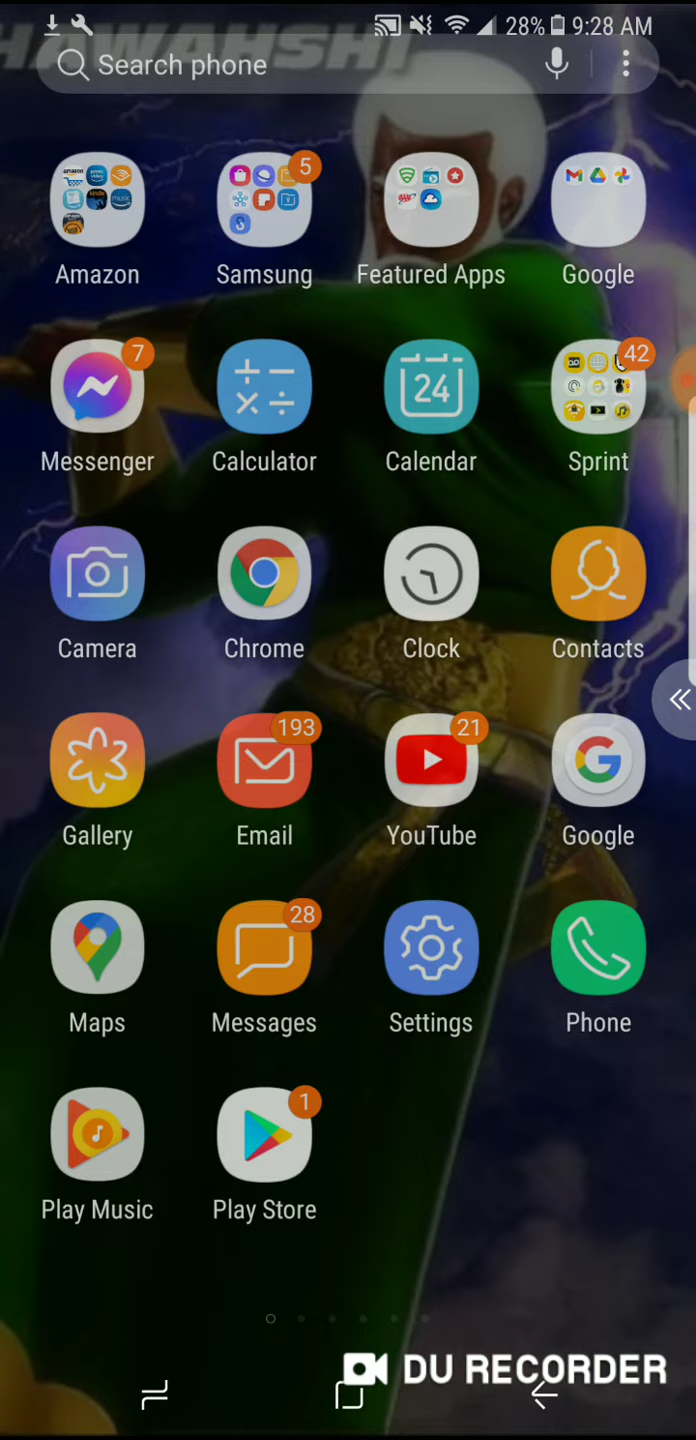 28% 9:28 AM
HAWAHSHI
Search phone
5
Amazon Samsung Featured Apps Google
7 24 42
Messenger Calculator Calendar Sprint
Camera Chrome Clock Contacts
193 21
Gallery Email YouTube Google
28
Maps Messages Settings Phone
1
Play Music Play Store
DU RECORDER